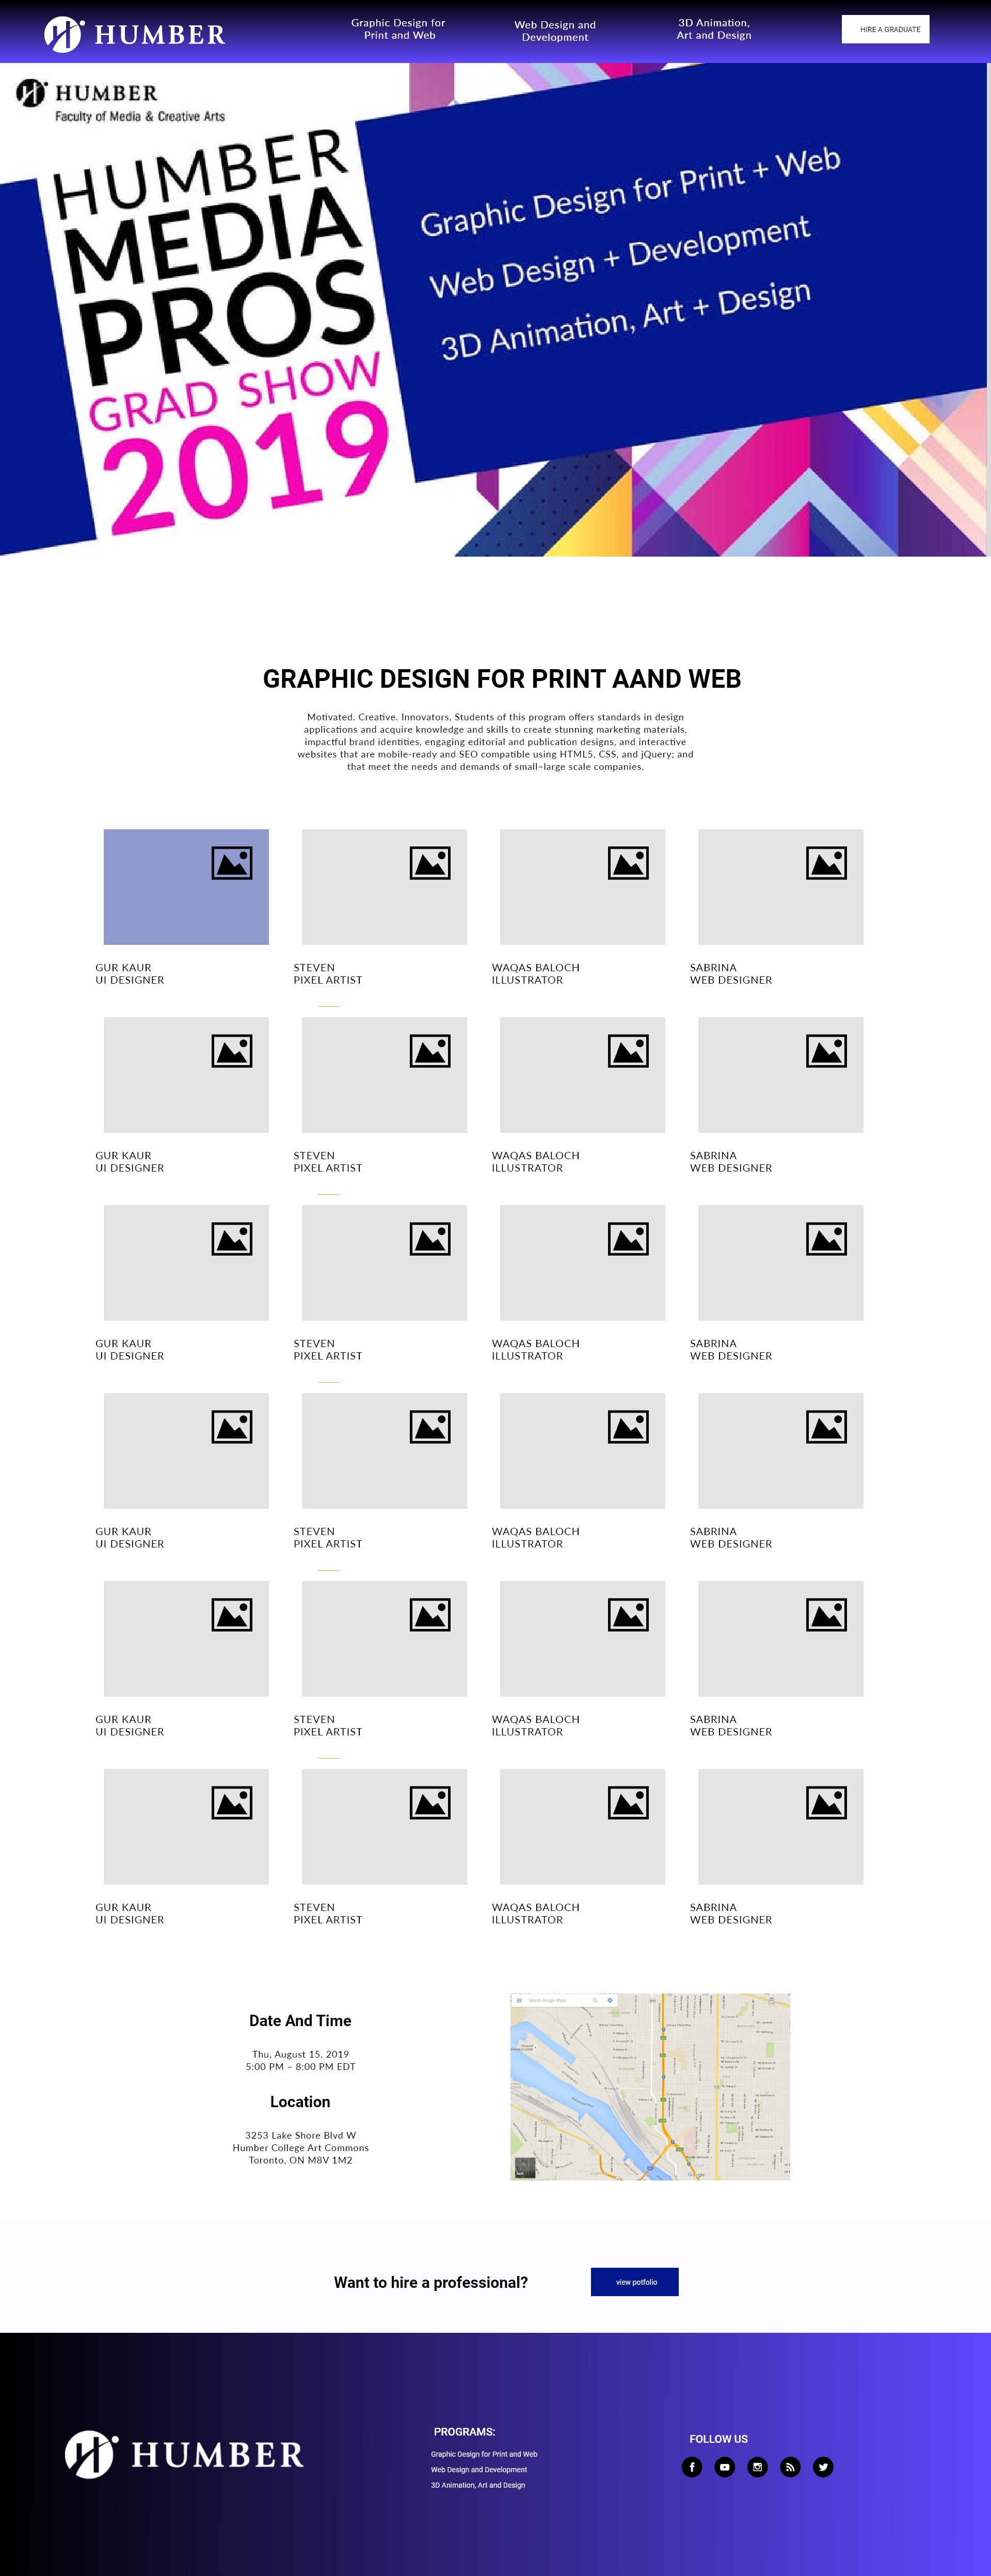 HUMBER
Graphic Design for
Print and Web
Web Design and
Development
3D Animation,
Art and Design
HIRE A GRADUATE
HUMBER
Faculty of Media & Creative Arts
HUMBER
MEDIA
PROS
GRAD SHOW
2019
Graphic Design for Print + Web
Web Design + Development
3D Animation, Art + Design
GRAPHIC DESIGN FOR PRINT AAND WEB
Motivated. Creative. Innovators, Students of this program offers standards in design
applications and acquire knowledge and skills to create stunning marketing materials,
impactful brand identities, engaging editorial and publication designs, and interactive
websites that are mobile-ready and SEO compatible using HTML5, CSS, and jQuery; and
that meet the needs and demands of small–large scale companies.
GUR KAUR
UI DESIGNER
STEVEN
PIXEL ARTIST
WAQAS BALOCH
ILLUSTRATOR
SABRINA
WEB DESIGNER
GUR KAUR
UI DESIGNER
STEVEN
PIXEL ARTIST
WAQAS BALOCH
ILLUSTRATOR
SABRINA
WEB DESIGNER
GUR KAUR
UI DESIGNER
STEVEN
PIXEL ARTIST
WAQAS BALOCH
ILLUSTRATOR
SABRINA
WEB DESIGNER
GUR KAUR
UI DESIGNER
STEVEN
PIXEL ARTIST
WAQAS BALOCH
ILLUSTRATOR
SABRINA
WEB DESIGNER
GUR KAUR
UI DESIGNER
STEVEN
PIXEL ARTIST
WAQAS BALOCH
ILLUSTRATOR
SABRINA
WEB DESIGNER
GUR KAUR
UI DESIGNER
STEVEN
PIXEL ARTIST
WAQAS BALOCH
ILLUSTRATOR
SABRINA
WEB DESIGNER
Date And Time
Thu, August 15, 2019
5:00 PM – 8:00 PM EDT
Location
3253 Lake Shore Blvd W
Humber College Art Commons
Toronto, ON M8V 1M2
Search Google Maps
Google
Want to hire a professional?
view potfolio
HUMBER
PROGRAMS:
Graphic Design for Print and Web
Web Design and Development
3D Animation, Art and Design
FOLLOW US